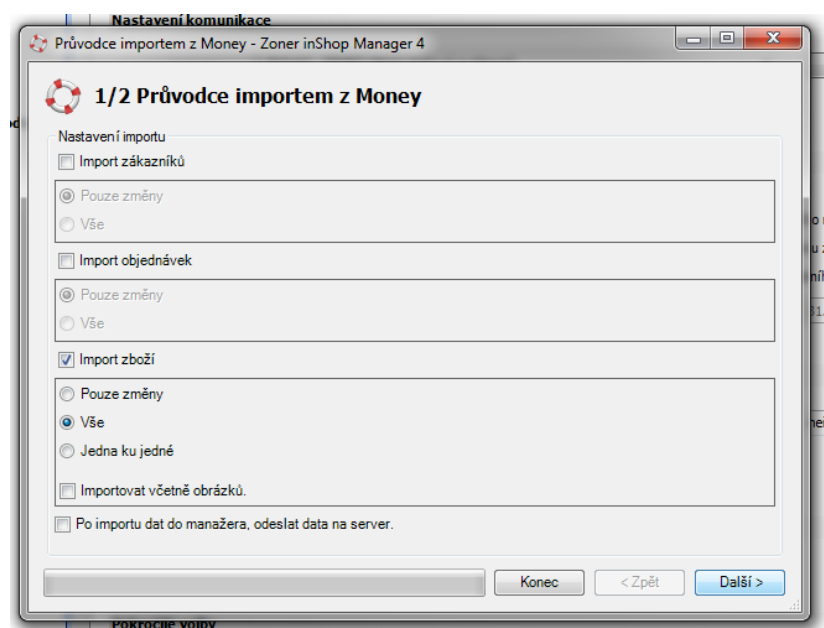 Nastavení komunikace
Průvodce importem z Money - Zoner inShop Manager 4
1/2 Průvodce importem z Money
Nastavení importu
Import zákazníků
Pouze změny
Vše
Import objednávek
Pouze změny
Vše
Import zboží
Pouze změny
Vše
Jedna ku jedné
Importovat včetně obrázků.
Po importu dat do manažera, odeslat data na server.
Konec
< Zpět
Další >
Pokročilé volby